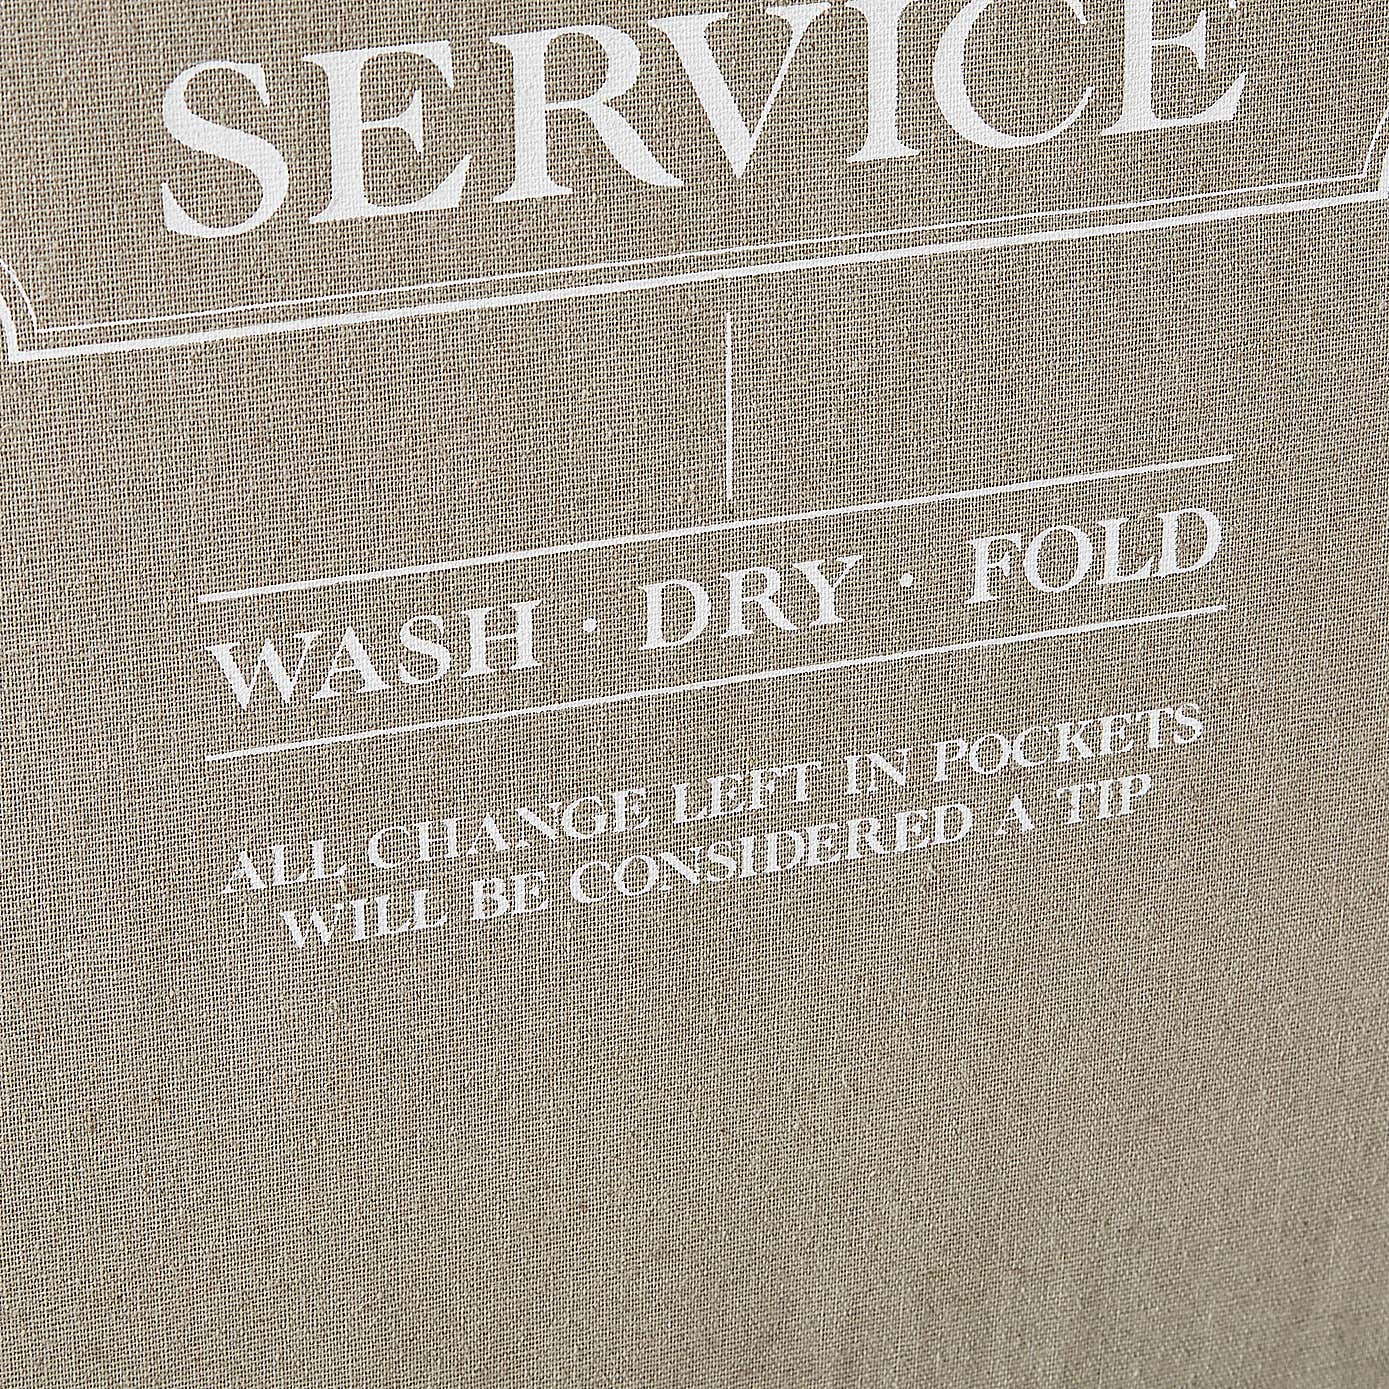 SERVICE
WASH · DRY · FOLD
ALL CHANGE LEFT IN POCKETS
WILL BE CONSIDERED A TIP